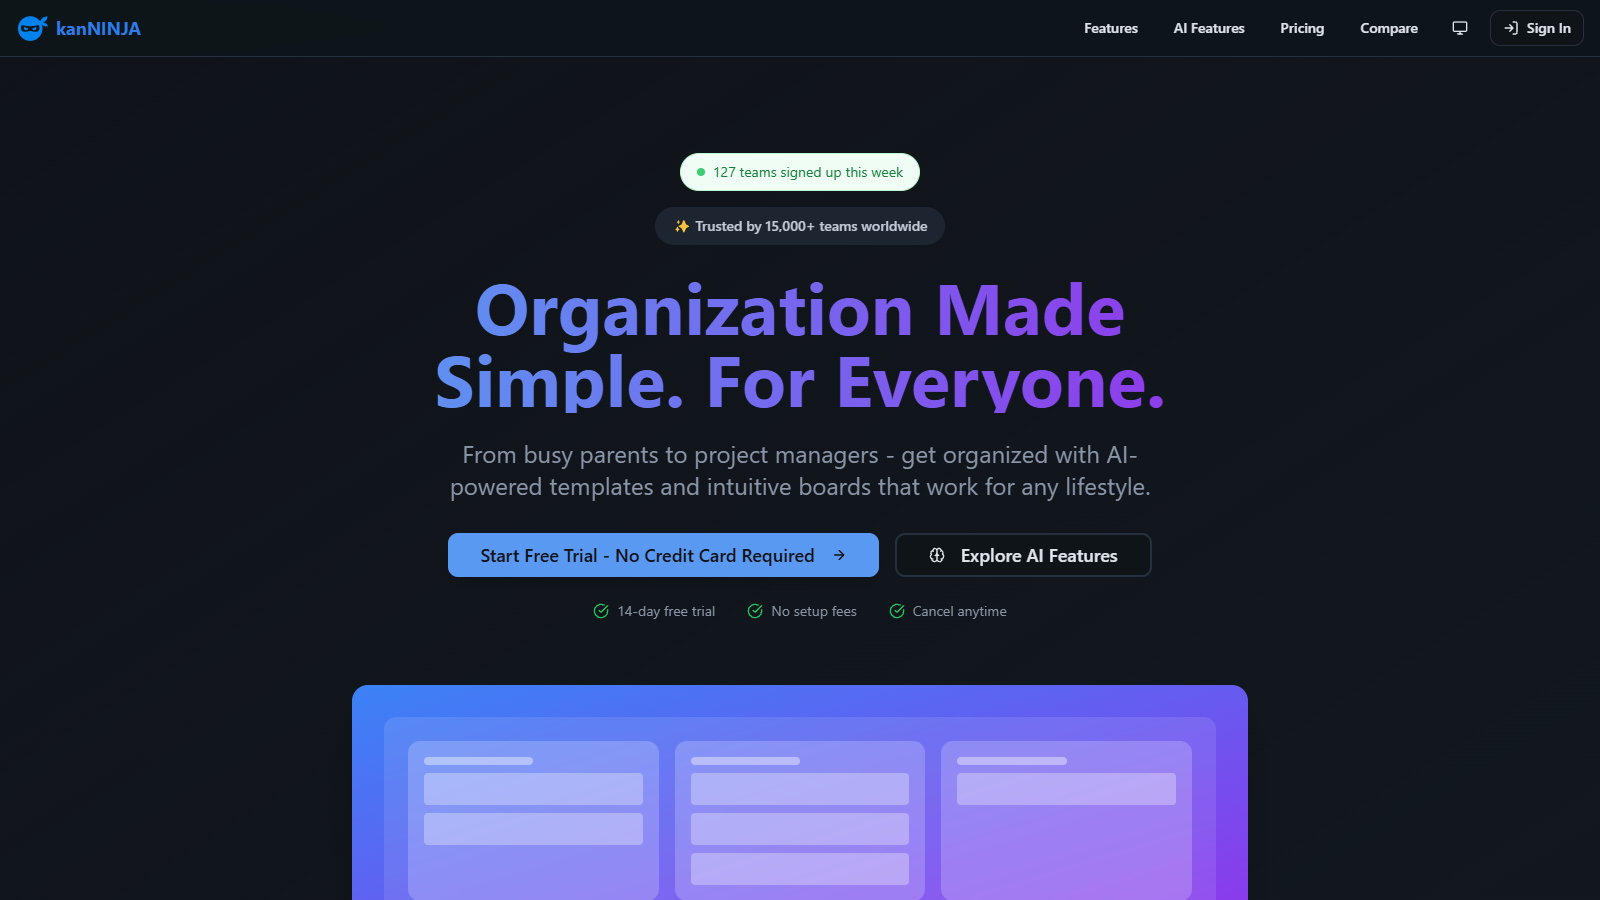 kanNINJA
Features
AI Features
Pricing
Compare
Sign In
127 teams signed up this week
✨ Trusted by 15,000+ teams worldwide
Organization Made
Simple. For Everyone.
From busy parents to project managers - get organized with AI-
powered templates and intuitive boards that work for any lifestyle.
Start Free Trial - No Credit Card Required →
Explore AI Features
14-day free trial
No setup fees
Cancel anytime